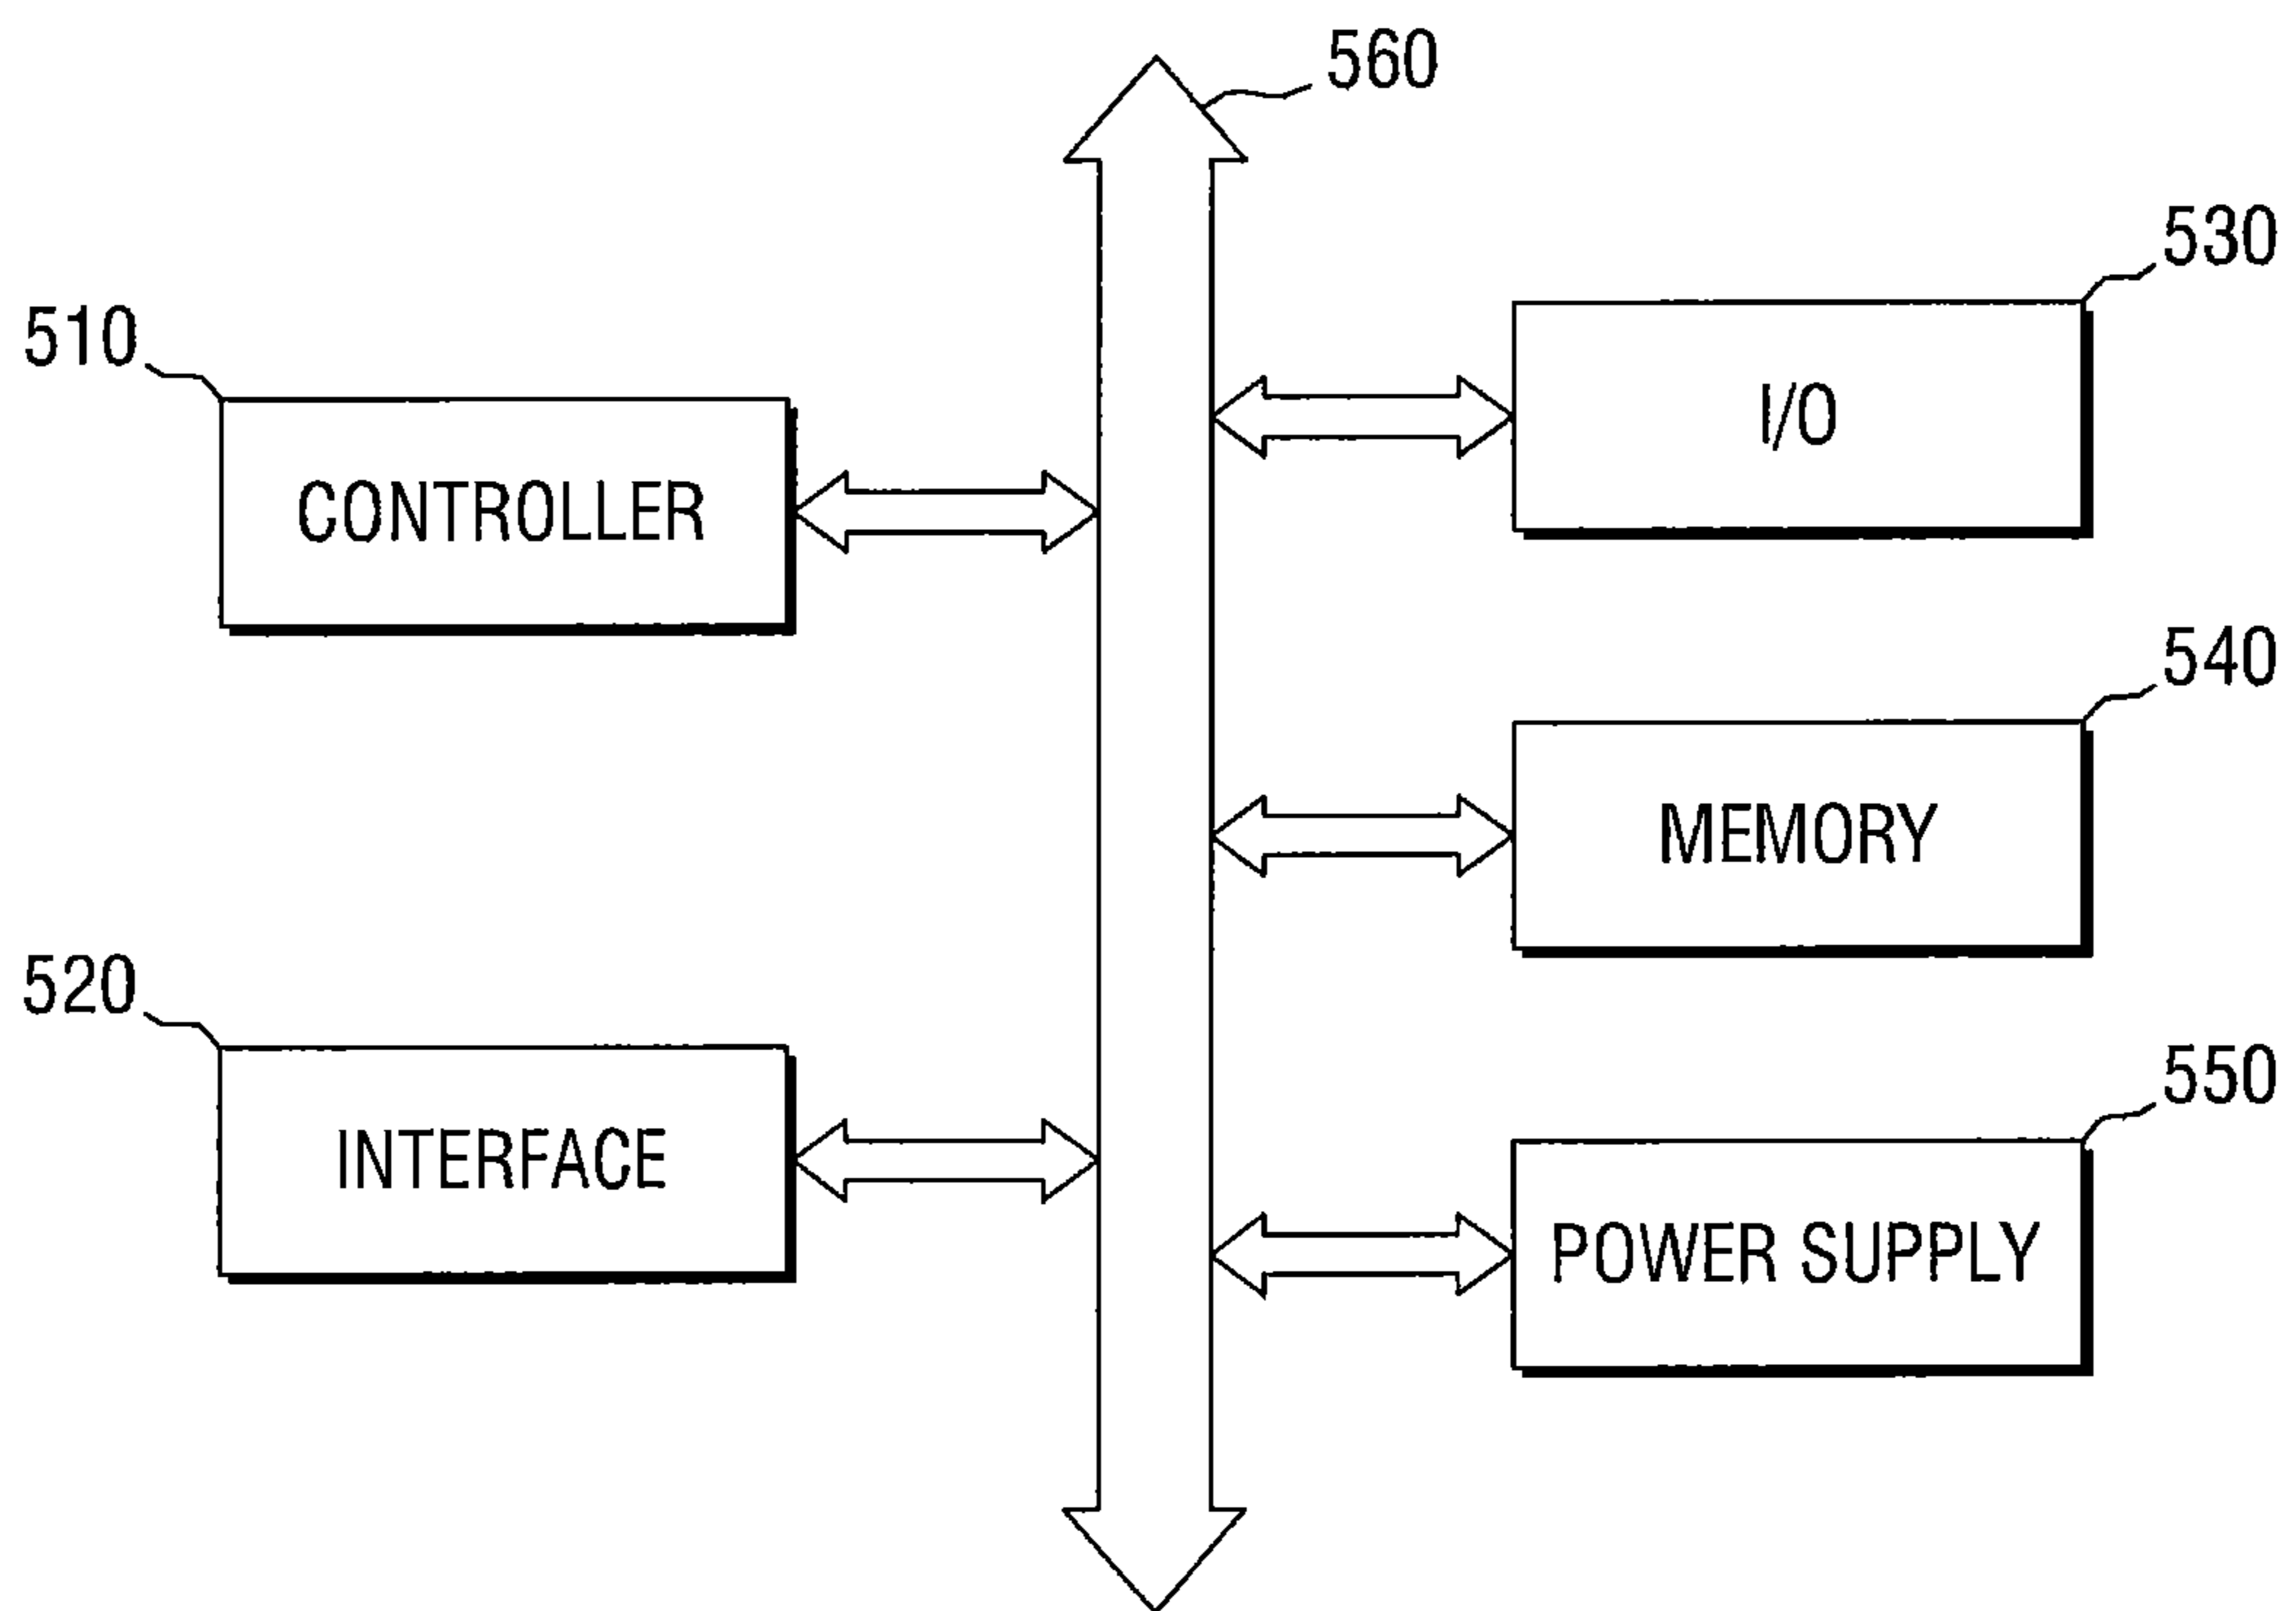 560
530
I/O
510
CONTROLLER
540
MEMORY
520
INTERFACE
550
POWER SUPPLY